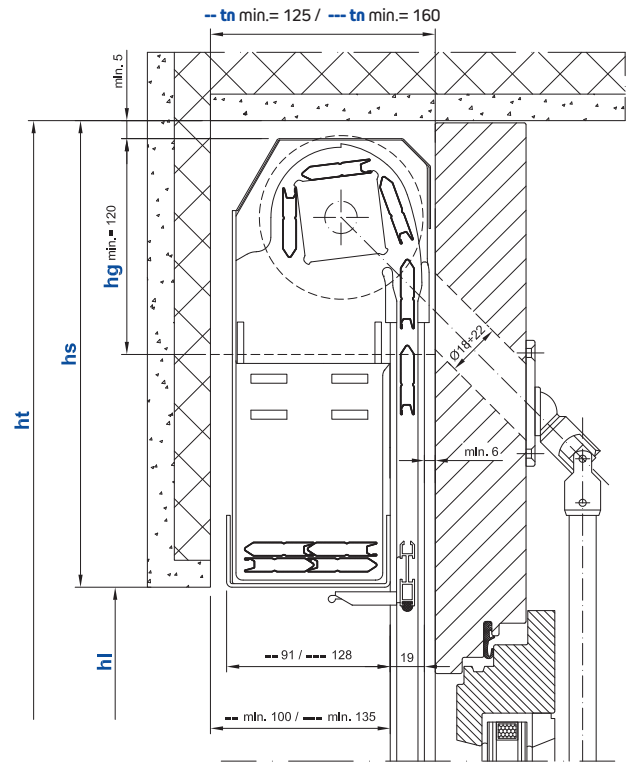 -- tn min.= 125 / --- tn min.= 160
min. 5
hg min.= 120
hs
ht
Ø18÷22
min. 6
hl
-- 91 / --- 128
19
-- min. 100 / --- min. 135